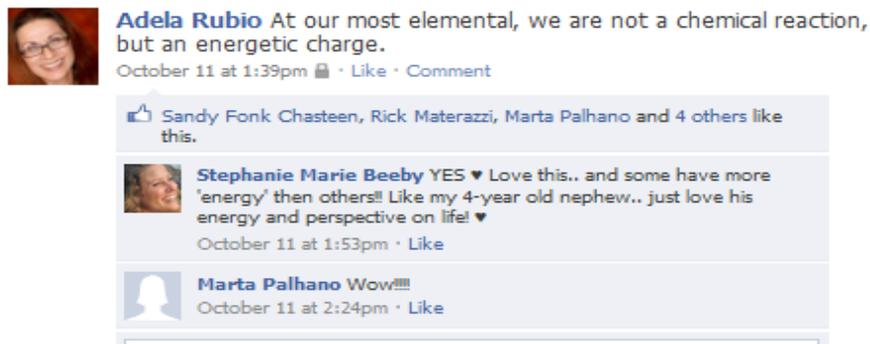 Adela Rubio At our most elemental, we are not a chemical reaction,
but an energetic charge.
October 11 at 1:39pm · Like · Comment
Sandy Fonk Chasteen, Rick Materazzi, Marta Palhano and 4 others like
this.
Stephanie Marie Beeby YES ♥ Love this.. and some have more
'energy' then others!! Like my 4-year old nephew.. just love his
energy and perspective on life! ♥
October 11 at 1:53pm · Like
Marta Palhano Wow!!!!!
October 11 at 2:24pm · Like